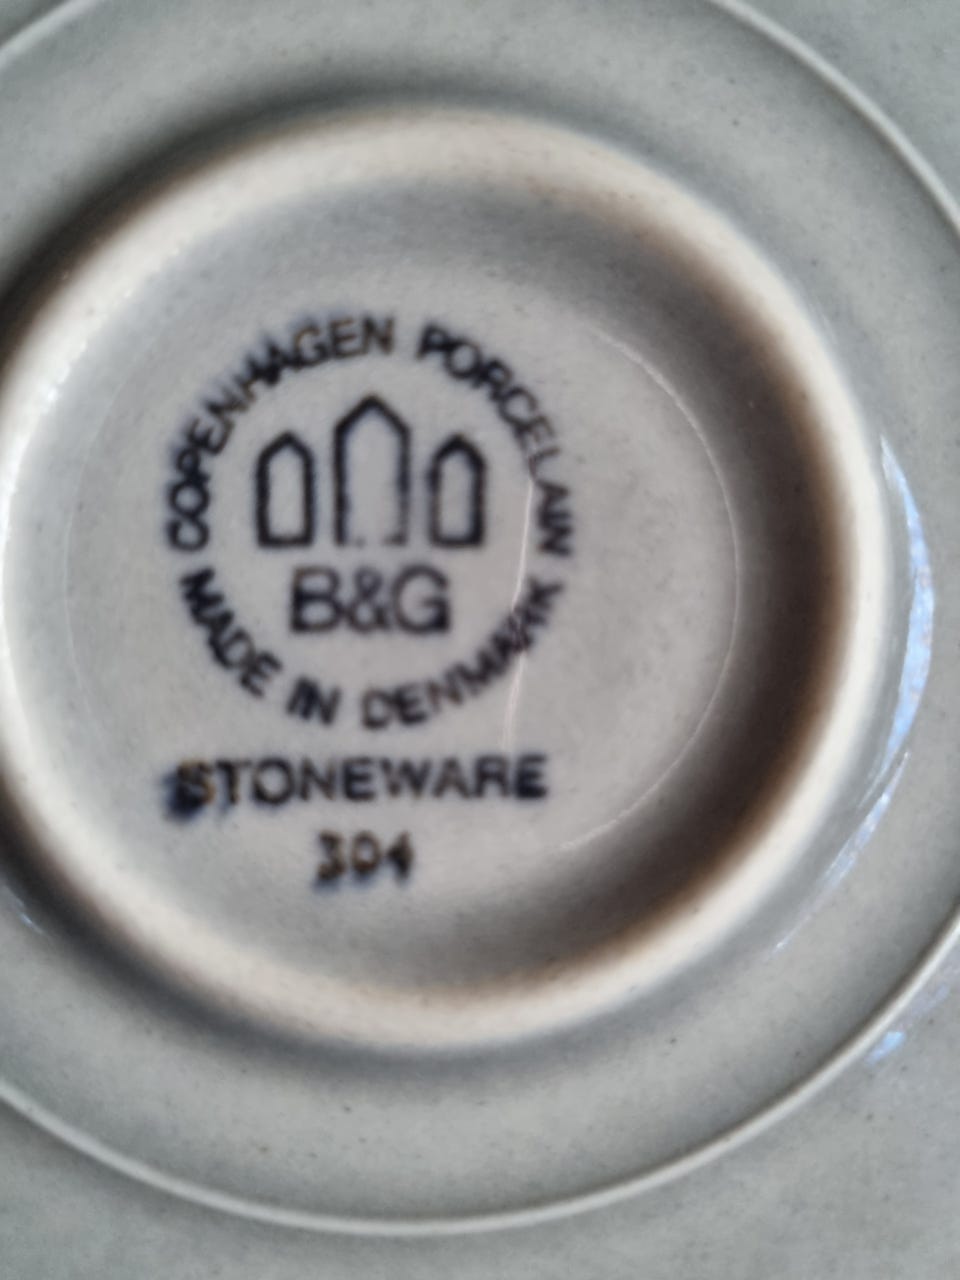 COPENHAGEN PORCELAIN
B&G
MADE IN DENMARK
STONEWARE
304